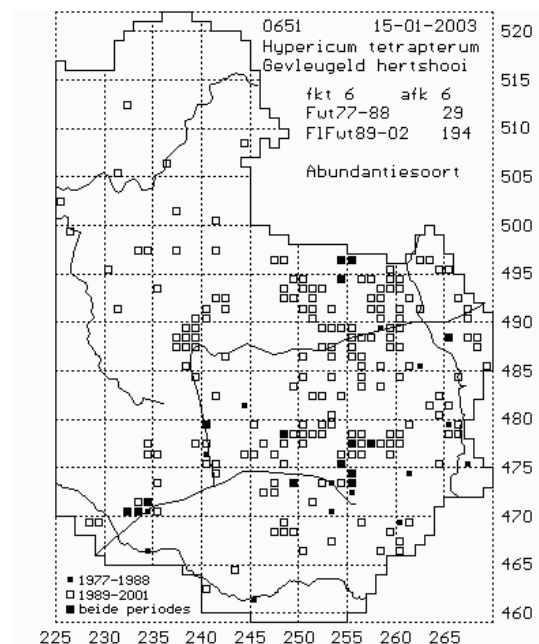 0651 15-01-2003
Hypericum tetrapterum
Gevleugeld hertshooi
fkt 6 afk 6
Fut77-88 29
FlFut89-02 194
Abundantiesoort
520
515
510
505
500
495
490
485
480
475
470
465
460
1977-1988
1989-2001
beide periodes
225 230 235 240 245 250 255 260 265